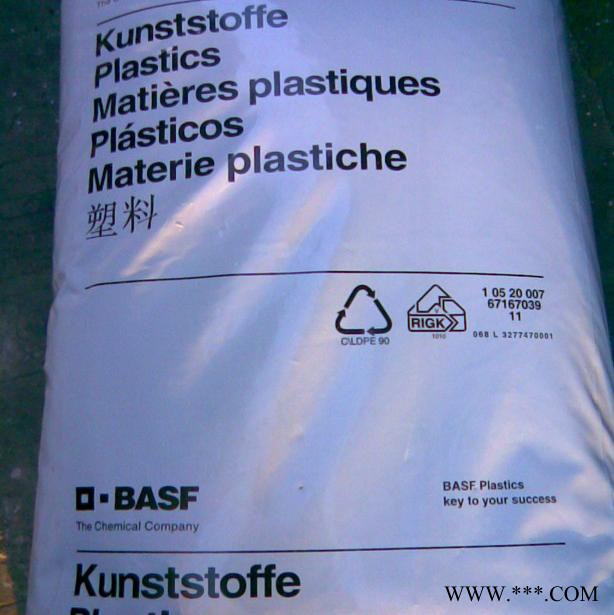 Kunststoffe
Plastics
Matières plastiques
Plásticos
Materie plastiche
塑料
C\LDPE 90
RIGK
1010
1 05 20 007
67167039
11
068 L 3277470001
BASF
The Chemical Company
BASF Plastics
key to your success
Kunststoffe
WWW.***.COM